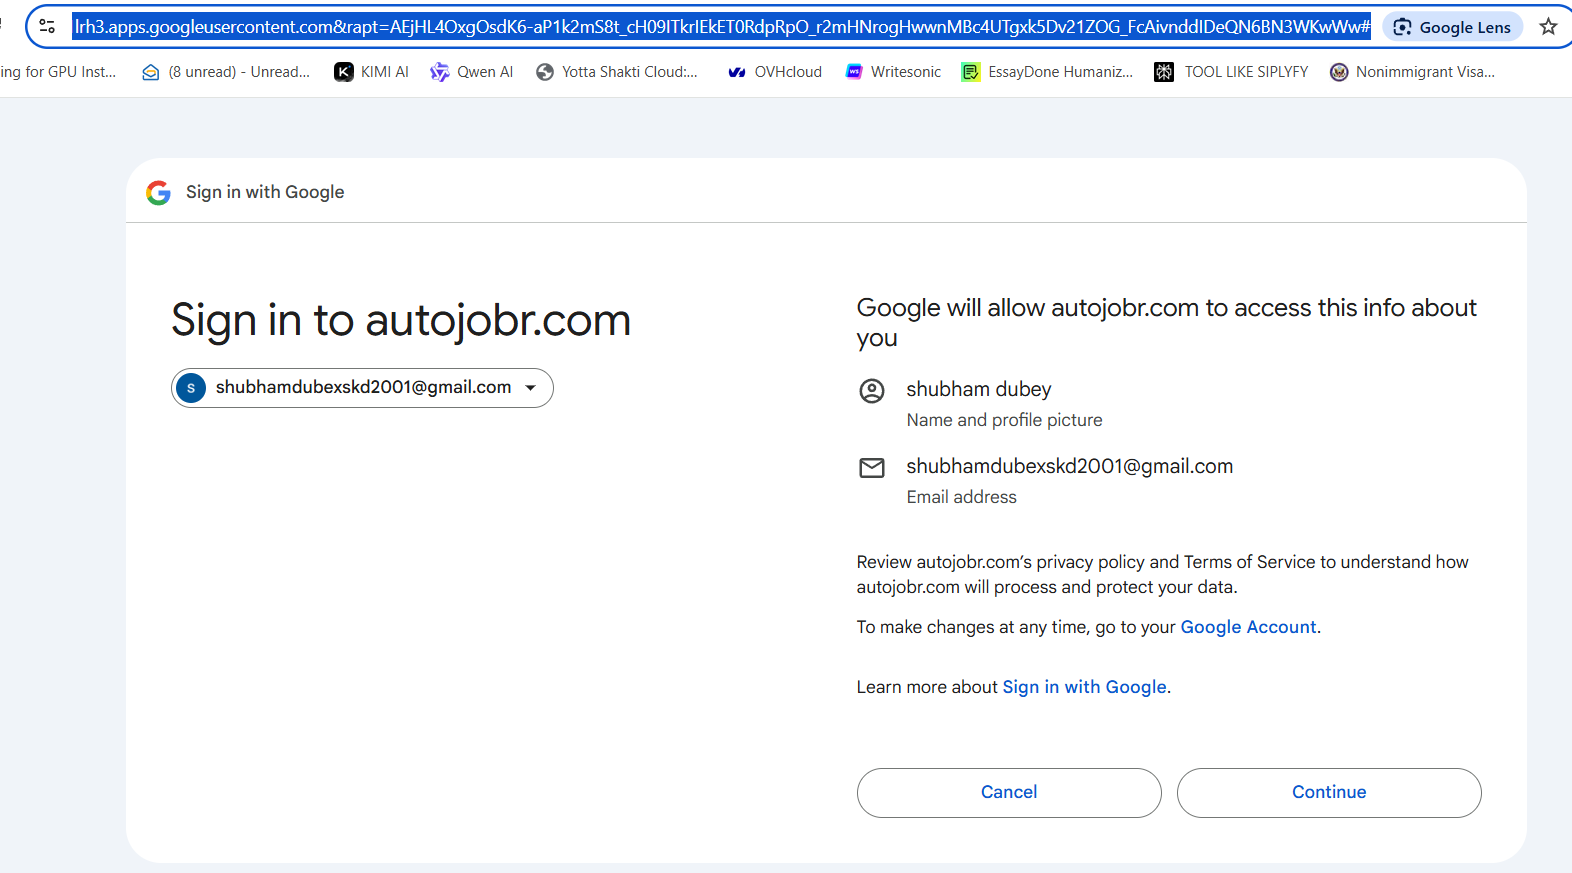 lrh3.apps.googleusercontent.com&rapt=AEjHL4OxgOsdK6-aP1k2mS8t_cH09ITkrIEkET0RdpRpO_r2mHNrogHwwnMBc4UTgxk5Dv21ZOG_FcAivnddIDeQN6BN3WKwWw#
Google Lens
ing for GPU Inst...
(8 unread) - Unread...
KIMI AI
Qwen AI
Yotta Shakti Cloud:...
OVHcloud
Writesonic
EssayDone Humaniz...
TOOL LIKE SIPLYFY
Nonimmigrant Visa...
Sign in with Google
Sign in to autojobr.com
s
shubhamdubexskd2001@gmail.com
Google will allow autojobr.com to access this info about
you
shubham dubey
Name and profile picture
shubhamdubexskd2001@gmail.com
Email address
Review autojobr.com’s privacy policy and Terms of Service to understand how
autojobr.com will process and protect your data.
To make changes at any time, go to your Google Account.
Learn more about Sign in with Google.
Cancel
Continue